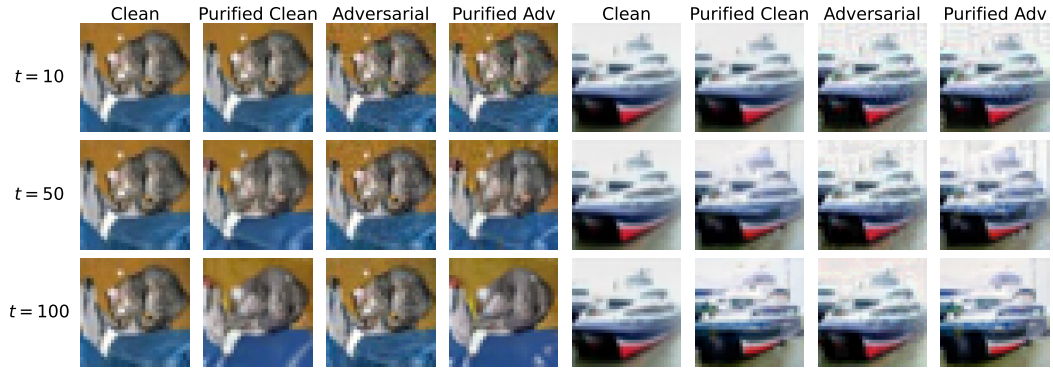 Clean Purified Clean Adversarial Purified Adv Clean Purified Clean Adversarial Purified Adv
t = 10
t = 50
t = 100